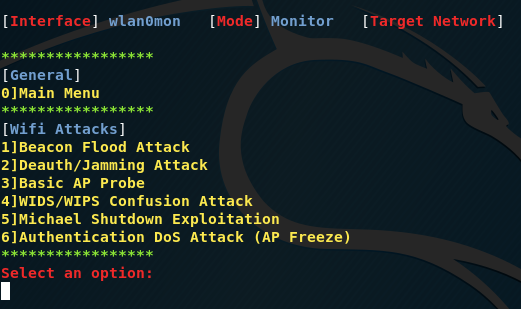 [Interface] wlan0mon [Mode] Monitor [Target Network]
*****************
[General]
0]Main Menu
*****************
[Wifi Attacks]
1]Beacon Flood Attack
2]Deauth/Jamming Attack
3]Basic AP Probe
4]WIDS/WIPS Confusion Attack
5]Michael Shutdown Exploitation
6]Authentication DoS Attack (AP Freeze)
*****************
Select an option: